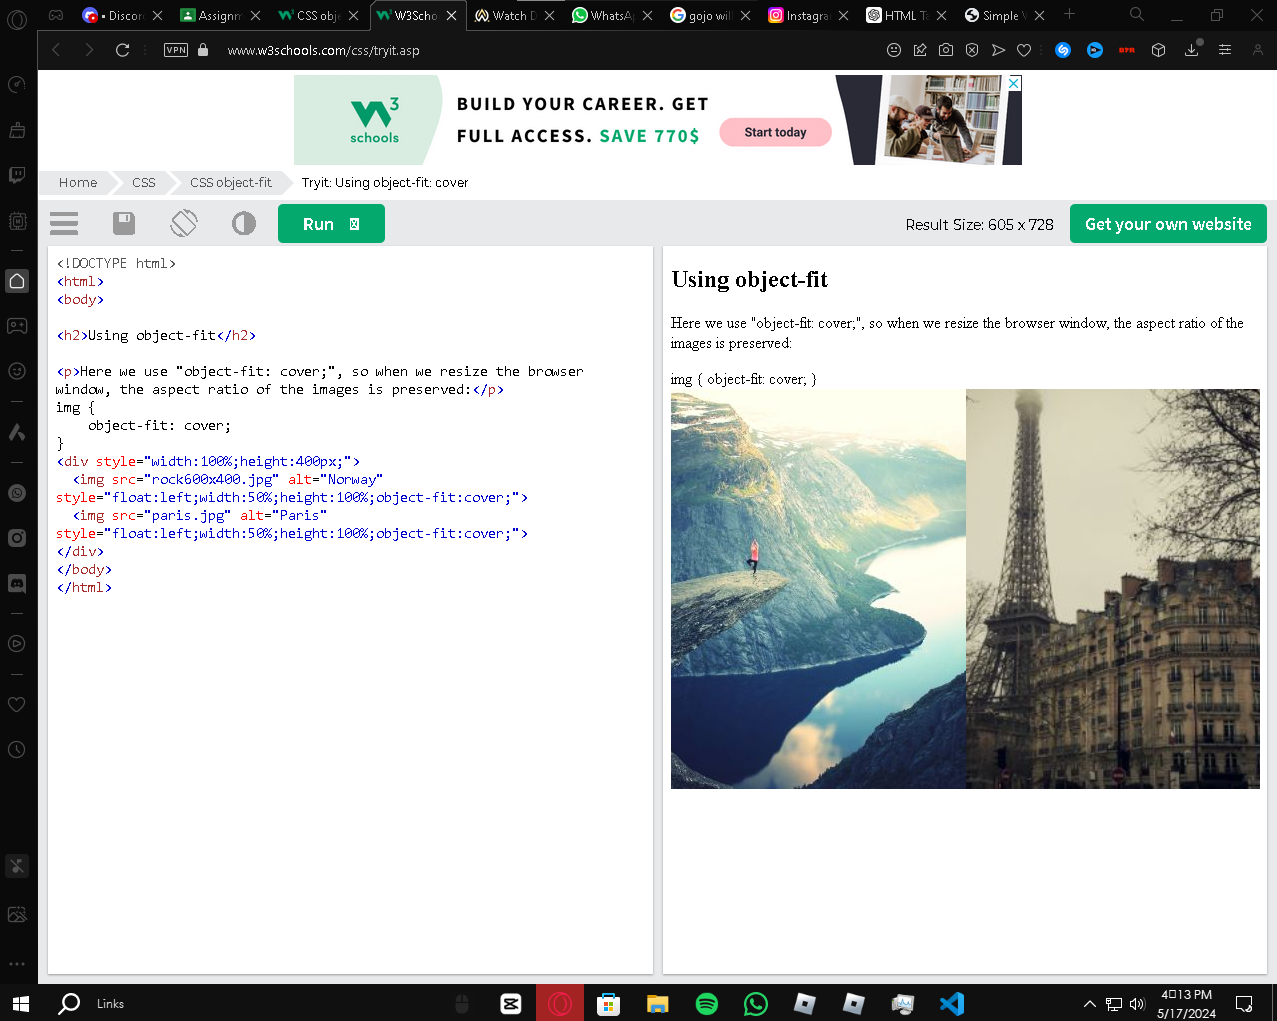 Discor
Assignm
CSS obje
W3Scho
Watch D
WhatsAp
gojo will
Instagra
HTML Ta
Simple V
VPN
www.w3schools.com/css/tryit.asp
3
schools
BUILD YOUR CAREER. GET
FULL ACCESS. SAVE 770$
Start today
Home
CSS
CSS object-fit
Tryit: Using object-fit: cover
Run
Result Size: 605 x 728
Get your own website
<!DOCTYPE html>
<html>
<body>
<h2>Using object-fit</h2>
<p>Here we use "object-fit: cover;", so when we resize the browser
window, the aspect ratio of the images is preserved:</p>
img {
object-fit: cover;
}
<div style="width:100%;height:400px;">
<img src="rock600x400.jpg" alt="Norway"
style="float:left;width:50%;height:100%;object-fit:cover;">
<img src="paris.jpg" alt="Paris"
style="float:left;width:50%;height:100%;object-fit:cover;">
</div>
</body>
</html>
Using object-fit
Here we use "object-fit: cover;", so when we resize the browser window, the aspect ratio of the
images is preserved:
img { object-fit: cover; }
Links
4:13 PM
5/17/2024